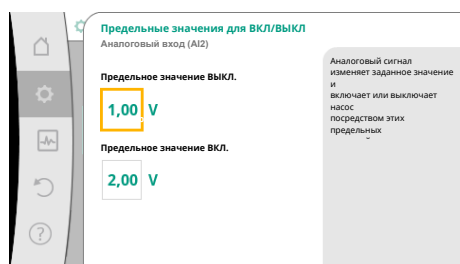 Предельные значения для ВКЛ/ВЫКЛ
Аналоговый вход (AI2)
Предельное значение ВЫКЛ.
1,00 V
Предельное значение ВКЛ.
2,00 V
Аналоговый сигнал
изменяет заданное значение
и
включает или выключает
насос
посредством этих
предельных
?